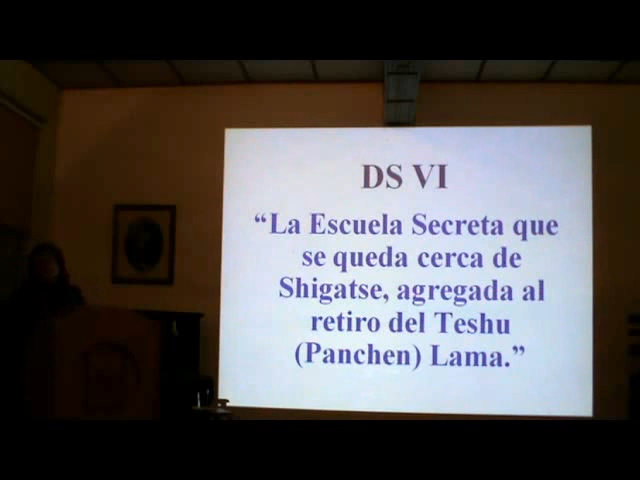 DS VI
“La Escuela Secreta que
se queda cerca de
Shigatse, agregada al
retiro del Teshu
(Panchen) Lama.”